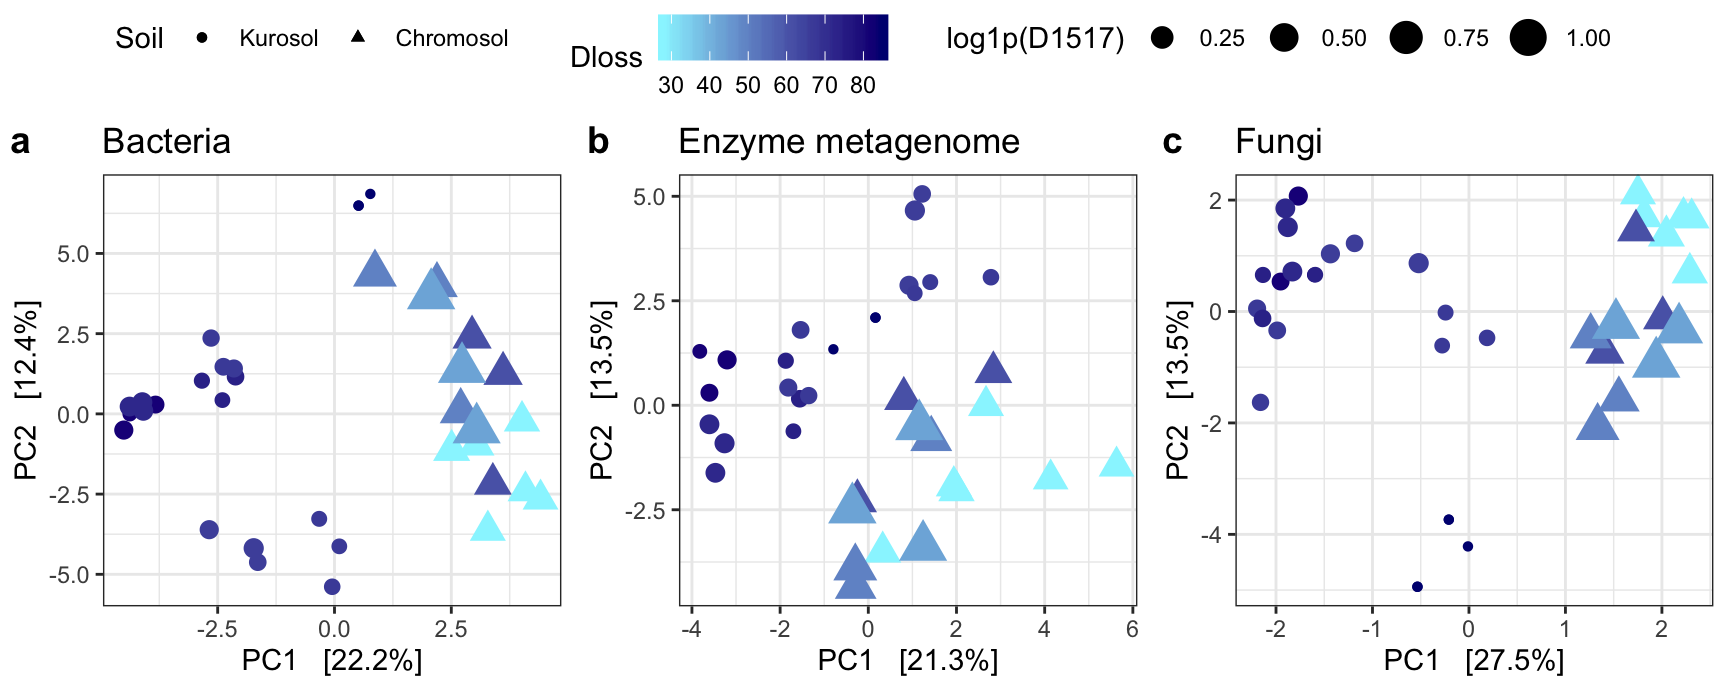 Soil Kurosol Chromosol
Dloss
30 40 50 60 70 80
log1p(D1517) 0.25 0.50 0.75 1.00
a Bacteria
5.0
2.5
0.0
-2.5
-5.0
PC2 [12.4%]
-2.5 0.0 2.5
PC1 [22.2%]
b Enzyme metagenome
5.0
2.5
0.0
-2.5
PC2 [13.5%]
-4 -2 0 2 4 6
PC1 [21.3%]
c Fungi
2
0
-2
-4
PC2 [13.5%]
-2 -1 0 1 2
PC1 [27.5%]